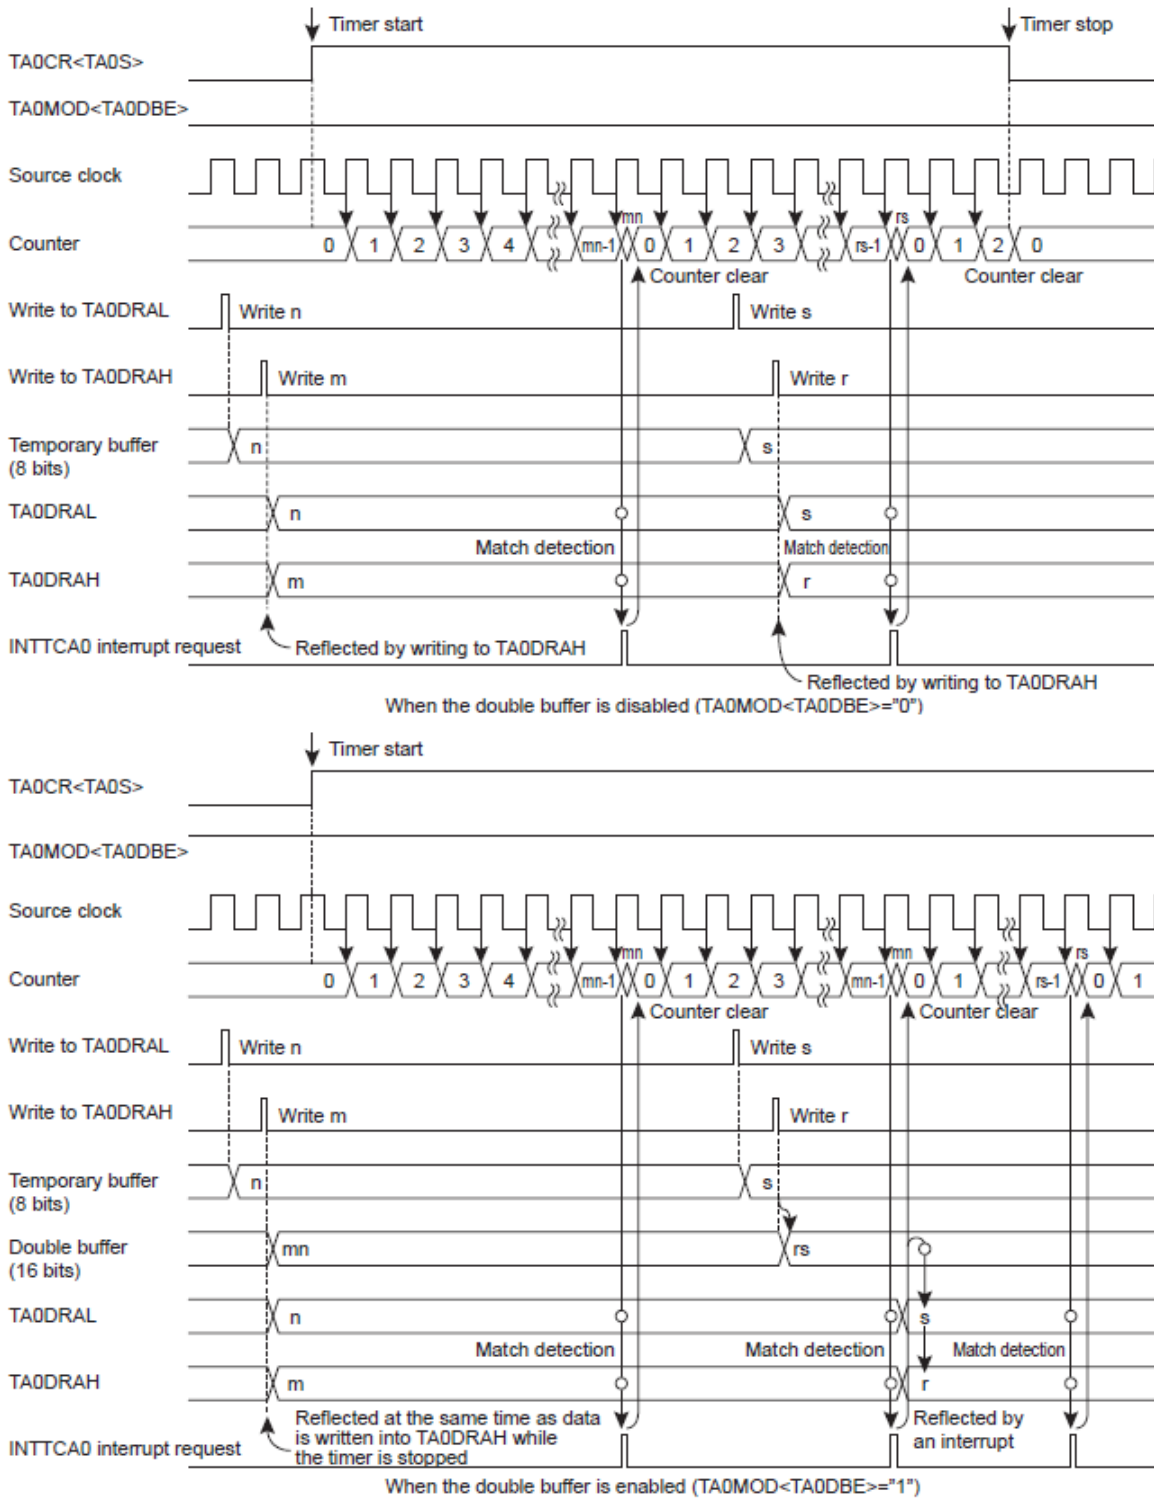 Timer start
Timer stop
TA0CR<TA0S>
TA0MOD<TA0DBE>
Source clock
mn
rs
Counter
0 1 2 3 4 mn-1 0 1 2 3 rs-1 0 1 2 0
Counter clear
Counter clear
Write to TA0DRAL
Write n
Write s
Write to TA0DRAH
Write m
Write r
Temporary buffer
(8 bits)
n
s
TA0DRAL
n
s
Match detection
Match detection
TA0DRAH
m
r
INTTCA0 interrupt request
Reflected by writing to TA0DRAH
Reflected by writing to TA0DRAH
When the double buffer is disabled (TA0MOD<TA0DBE>="0")
Timer start
TA0CR<TA0S>
TA0MOD<TA0DBE>
Source clock
mn
mn
rs
Counter
0 1 2 3 4 mn-1 0 1 2 3 mn-1 0 1 rs-1 0 1
Counter clear
Counter clear
Write to TA0DRAL
Write n
Write s
Write to TA0DRAH
Write m
Write r
Temporary buffer
(8 bits)
n
s
Double buffer
(16 bits)
mn
rs
TA0DRAL
n
s
Match detection
Match detection
Match detection
TA0DRAH
m
r
Reflected at the same time as data
is written into TA0DRAH while
the timer is stopped
Reflected by
an interrupt
INTTCA0 interrupt request
When the double buffer is enabled (TA0MOD<TA0DBE>="1")